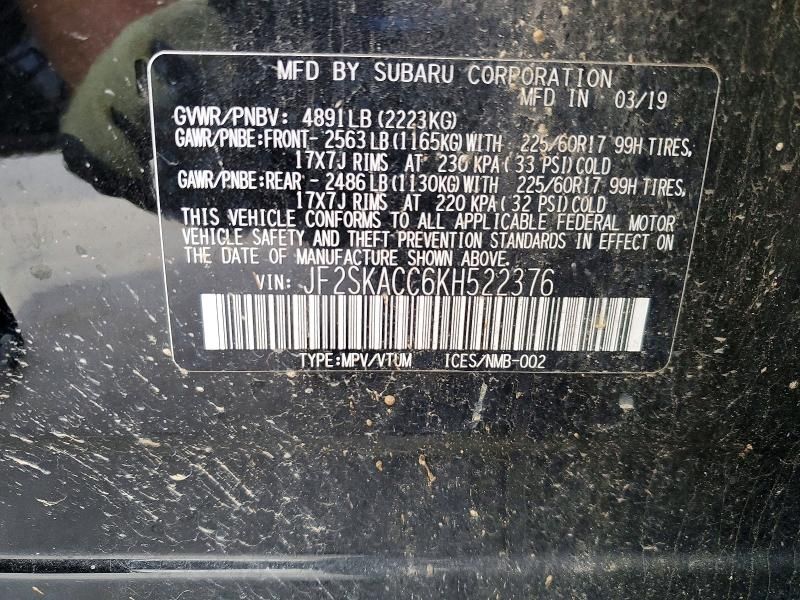 MFD BY SUBARU CORPORATION
MFD IN 03/19
GVWR/PNBV: 4891LB(2223KG)
GAWR/PNBE:FRONT-2563LB(1165KG)WITH 225/60R17 99H TIRES,
17X7J RIMS AT 230 KPA( 33 PSI)COLD
GAWR/PNBE:REAR -2486LB(1130KG)WITH 225/60R17 99H TIRES,
17X7J RIMS AT 220 KPA( 32 PSI)COLD
THIS VEHICLE CONFORMS TO ALL APPLICABLE FEDERAL MOTOR
VEHICLE SAFETY AND THEFT PREVENTION STANDARDS IN EFFECT ON
THE DATE OF MANUFACTURE SHOWN ABOVE.
VIN: JF2SKACC6KH522376
TYPE:MPV/VTUM ICES/NMB-002